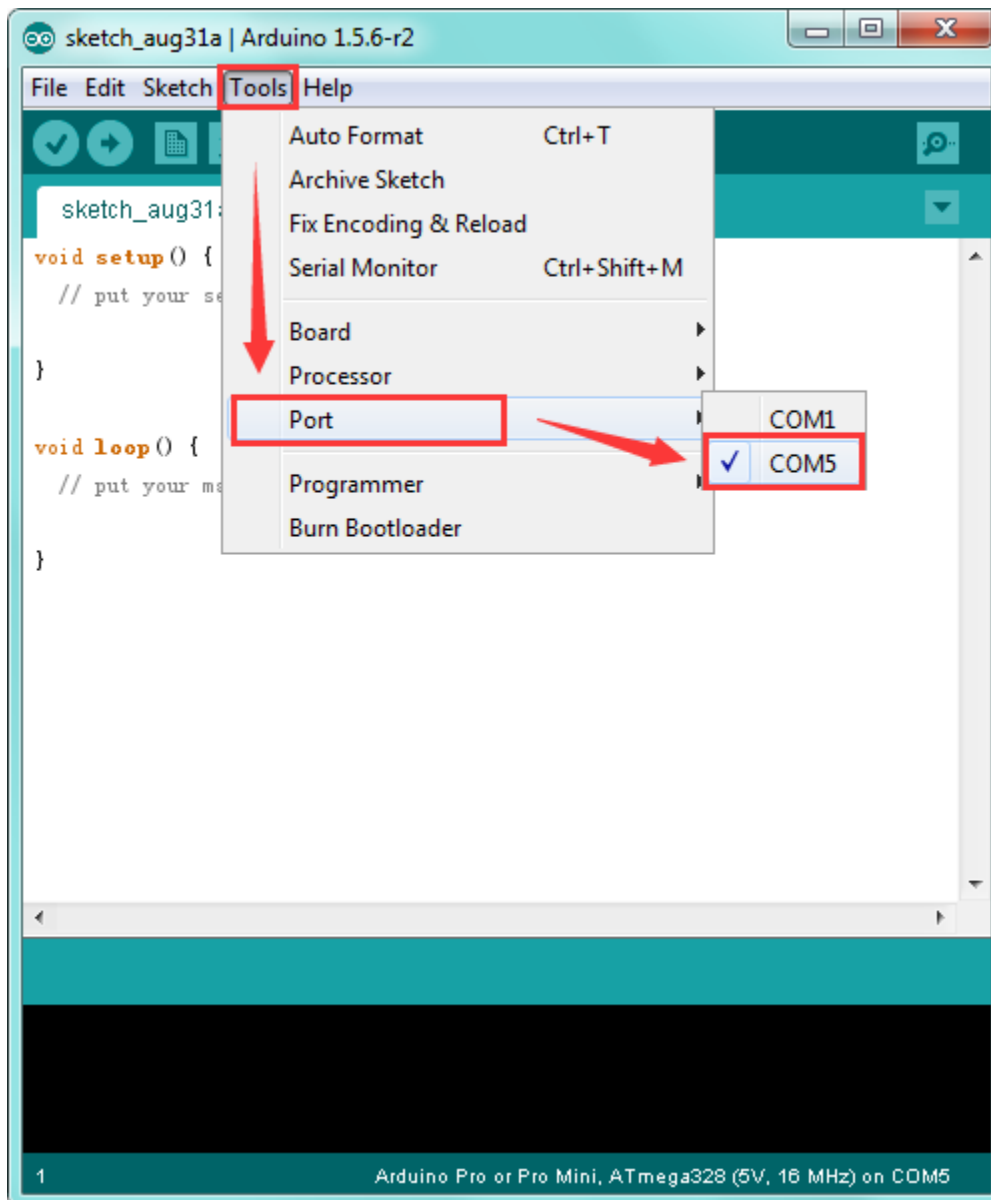 sketch_aug31a | Arduino 1.5.6-r2
File Edit Sketch Tools Help
Auto Format Ctrl+T
Archive Sketch
sketch_aug31a
Fix Encoding & Reload
void setup() {
Serial Monitor Ctrl+Shift+M
// put your se
Board
}
Processor
Port
COM1
void loop() {
COM5
// put your ma
Programmer
Burn Bootloader
}
1 Arduino Pro or Pro Mini, ATmega328 (5V, 16 MHz) on COM5